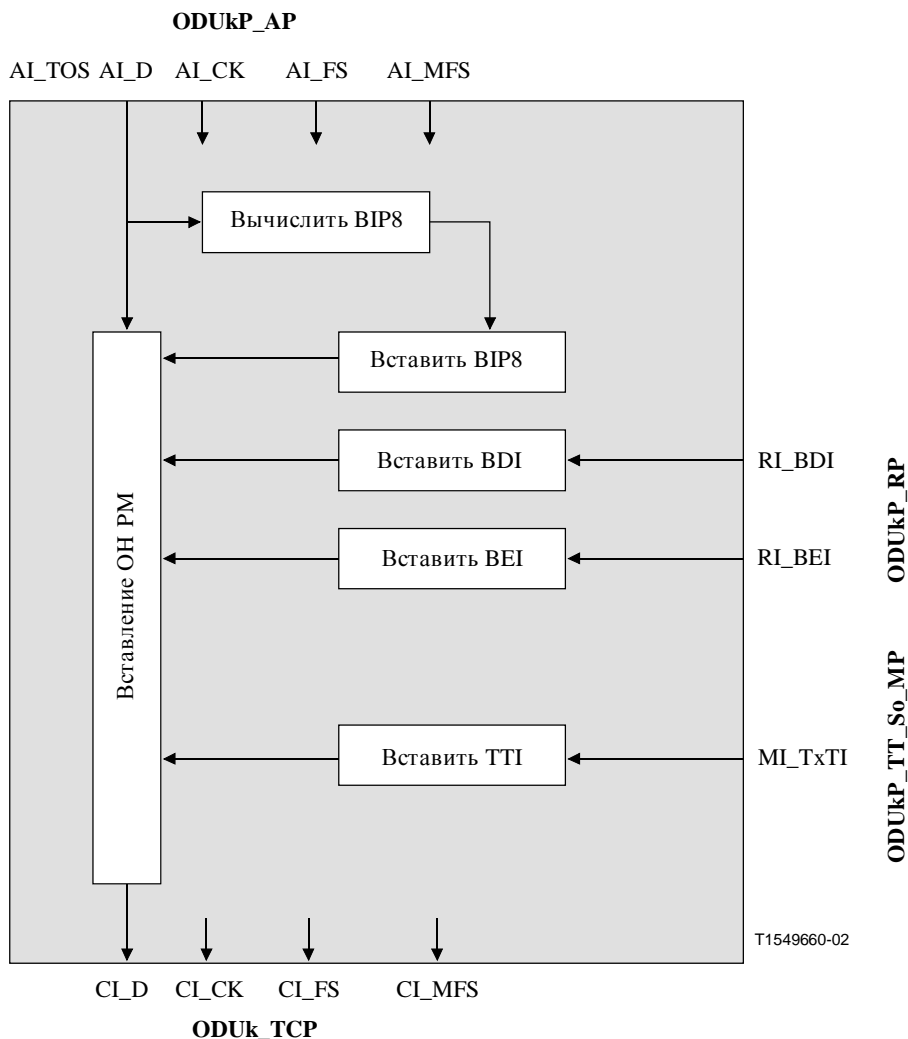 ODUkP_AP
AI_TOS AI_D AI_CK AI_FS AI_MFS
Вычислить BIP8
Вставить BIP8
Вставить BDI
RI_BDI
Вставить BEI
RI_BEI
ODUkP_RP
Вставление OH PM
Вставить TTI
MI_TxTI
ODUkP_TT_So_MP
T1549660-02
CI_D CI_CK CI_FS CI_MFS
ODUk_TCP